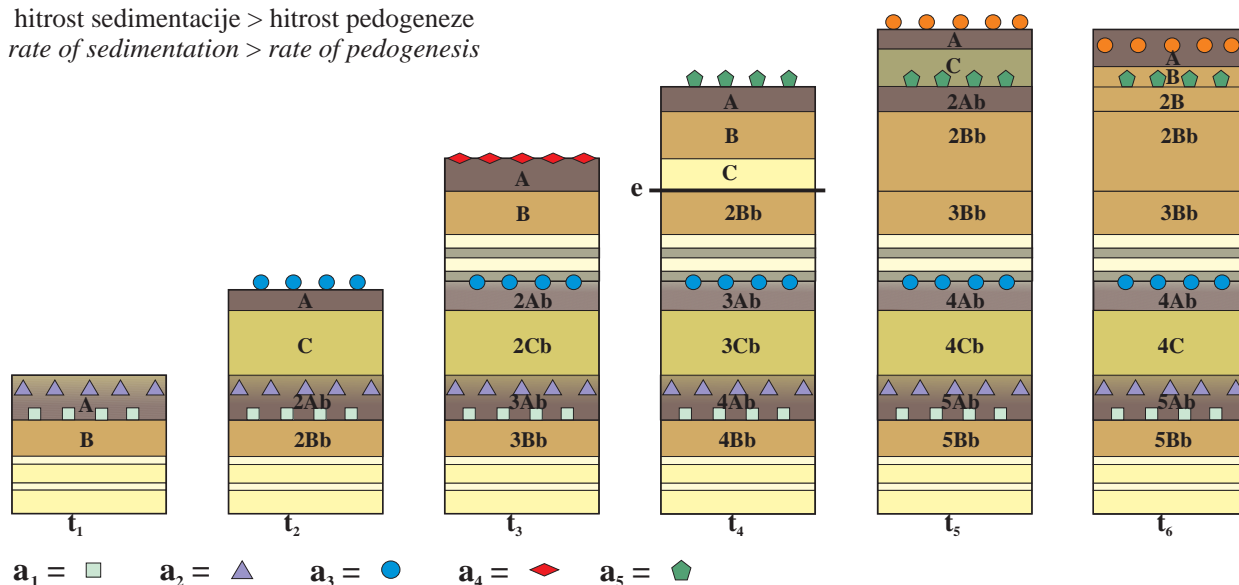 hitrost sedimentacije > hitrost pedogeneze
rate of sedimentation > rate of pedogenesis
A
B
t₁
A
C
2Ab
2Bb
t₂
A
B
2Ab
2Cb
3Ab
3Bb
t₃
A
B
C
e
2Bb
3Ab
3Cb
4Ab
4Bb
t₄
A
C
2Ab
2Bb
3Bb
4Ab
4Cb
5Ab
5Bb
t₅
A
B
2B
2Bb
3Bb
4Ab
4C
5Ab
5Bb
t₆
a₁ = a₂ = a₃ = a₄ = a₅ =